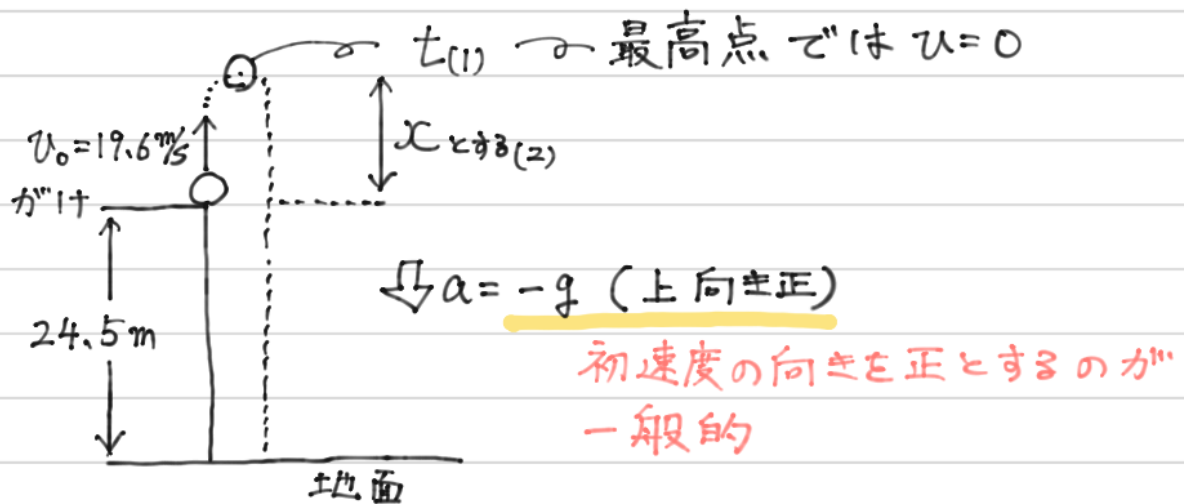 t(1) 最高点ではv=0
v₀=19.6m/s
xとする(2)
がけ
a=-g (上向き正)
24.5m
初速度の向きを正とするのが
一般的
地面